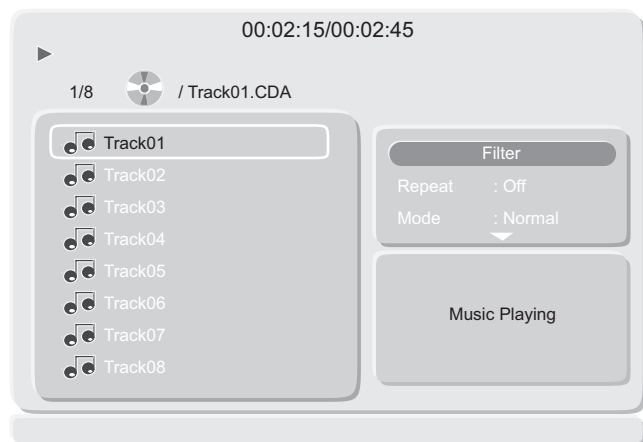 00:02:15/00:02:45
1/8 / Track01.CDA
Track01
Track02
Track03
Track04
Track05
Track06
Track07
Track08
Filter
Repeat : Off
Mode : Normal
Music Playing